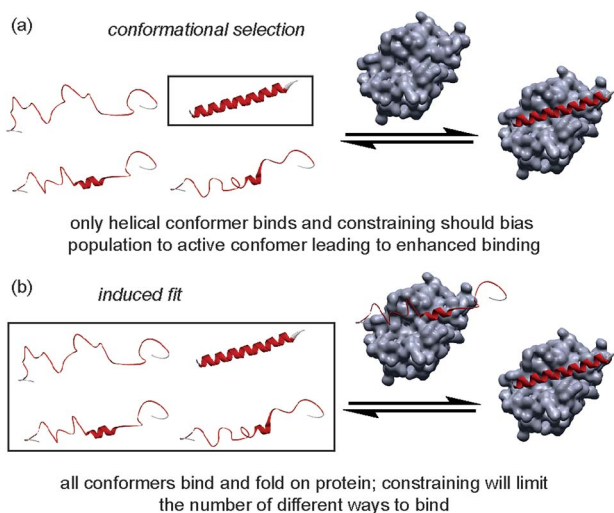 (a)
conformational selection
only helical conformer binds and constraining should bias
population to active confomer leading to enhanced binding
(b)
induced fit
all conformers bind and fold on protein; constraining will limit
the number of different ways to bind